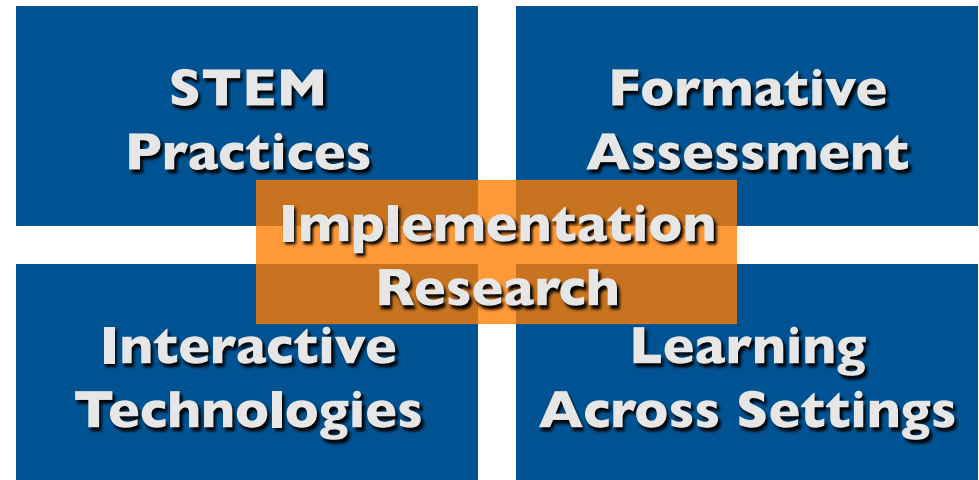 STEM
Practices
Formative
Assessment
Implementation
Research
Interactive
Technologies
Learning
Across Settings